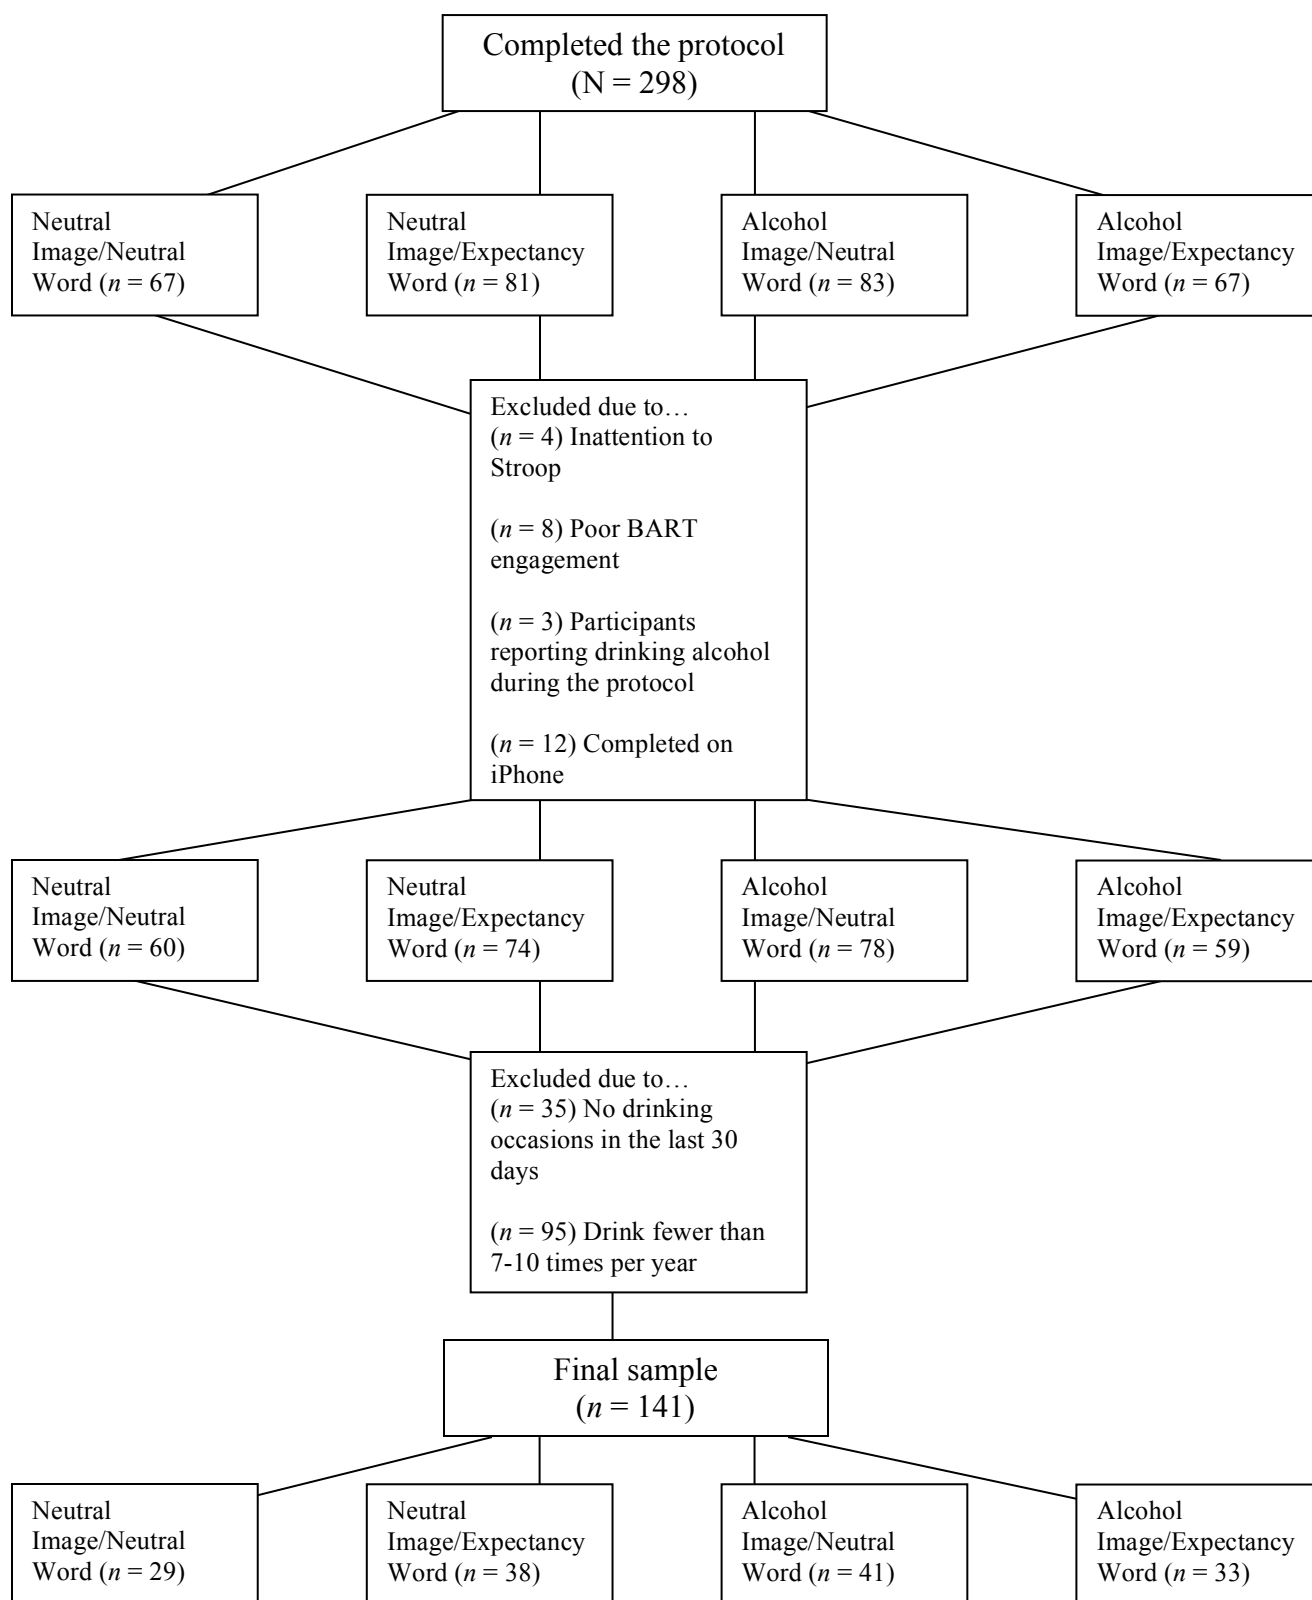 Completed the protocol
(N = 298)
Neutral
Image/Neutral
Word (n = 67)
Neutral
Image/Expectancy
Word (n = 81)
Alcohol
Image/Neutral
Word (n = 83)
Alcohol
Image/Expectancy
Word (n = 67)
Excluded due to…
(n = 4) Inattention to
Stroop
(n = 8) Poor BART
engagement
(n = 3) Participants
reporting drinking alcohol
during the protocol
(n = 12) Completed on
iPhone
Neutral
Image/Neutral
Word (n = 60)
Neutral
Image/Expectancy
Word (n = 74)
Alcohol
Image/Neutral
Word (n = 78)
Alcohol
Image/Expectancy
Word (n = 59)
Excluded due to…
(n = 35) No drinking
occasions in the last 30
days
(n = 95) Drink fewer than
7-10 times per year
Final sample
(n = 141)
Neutral
Image/Neutral
Word (n = 29)
Neutral
Image/Expectancy
Word (n = 38)
Alcohol
Image/Neutral
Word (n = 41)
Alcohol
Image/Expectancy
Word (n = 33)